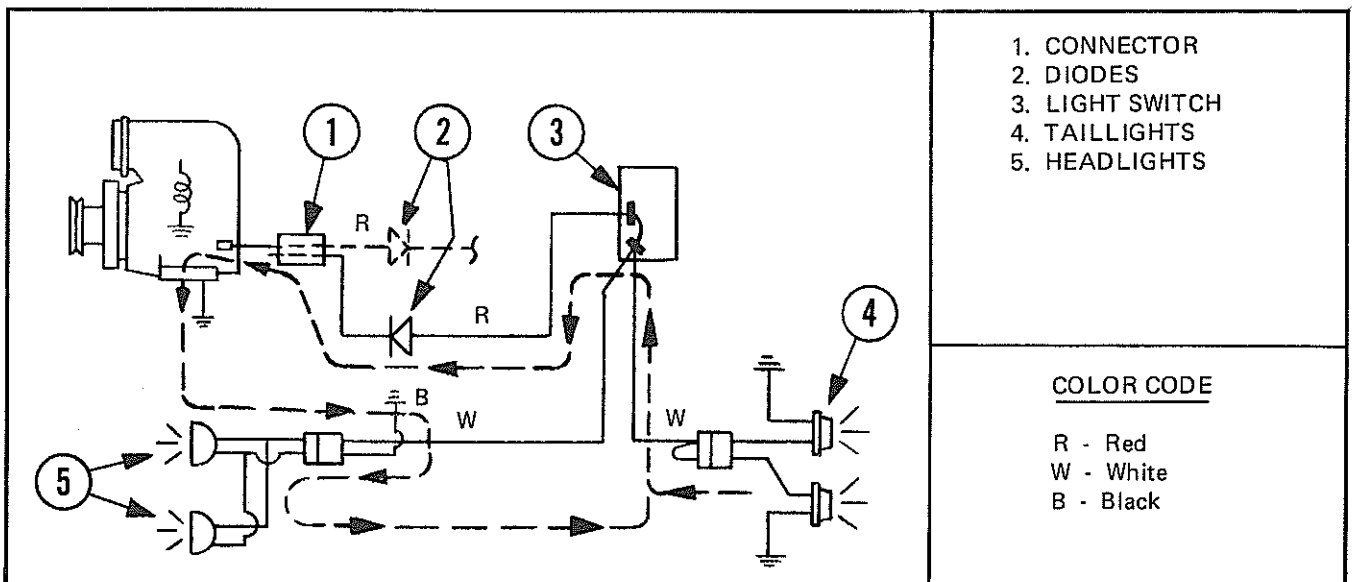 1
2
3
R
R
4
B
W
W
5
1. CONNECTOR
2. DIODES
3. LIGHT SWITCH
4. TAILLIGHTS
5. HEADLIGHTS
COLOR CODE
R - Red
W - White
B - Black